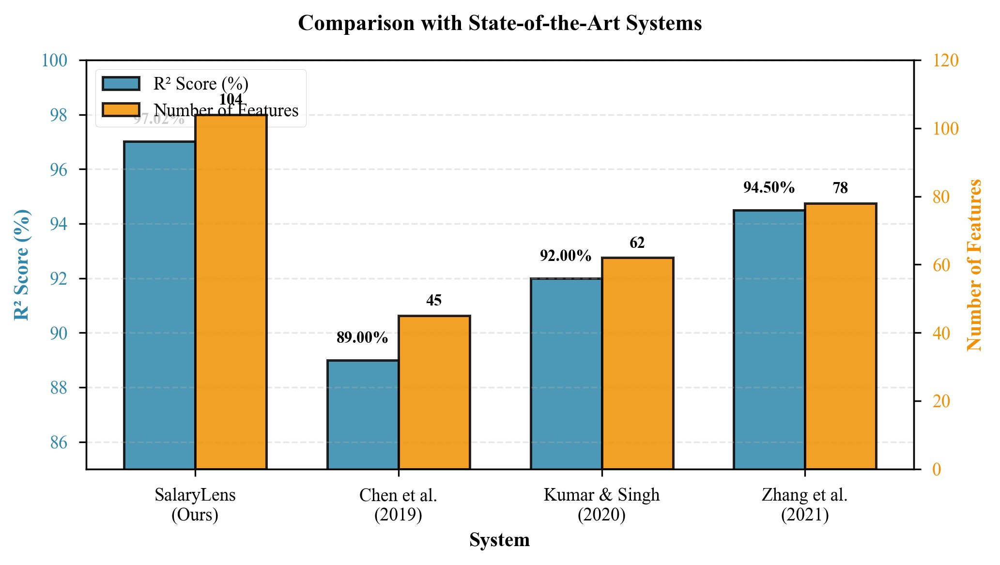 Comparison with State-of-the-Art Systems
R² Score (%)
Number of Features
100
98
96
94
92
90
88
86
R² Score (%)
120
100
80
60
40
20
0
Number of Features
97.02%
104
89.00%
45
92.00%
62
94.50%
78
SalaryLens
(Ours)
Chen et al.
(2019)
Kumar & Singh
(2020)
Zhang et al.
(2021)
System